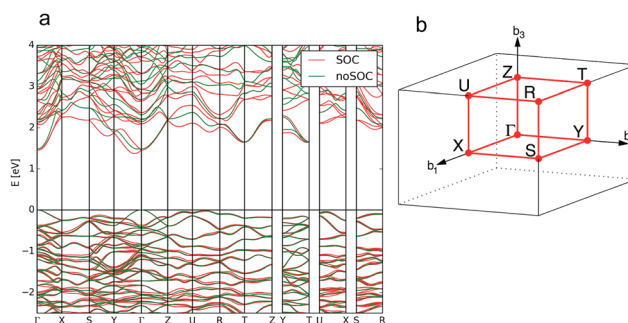 a
b
SOC
noSOC
E [eV]
4
3
2
1
0
−1
−2
Γ X S Y Γ Z U R T Z Y T U X S R
b₃
Z
T
U
R
Γ
Y
X
S
b₁
b